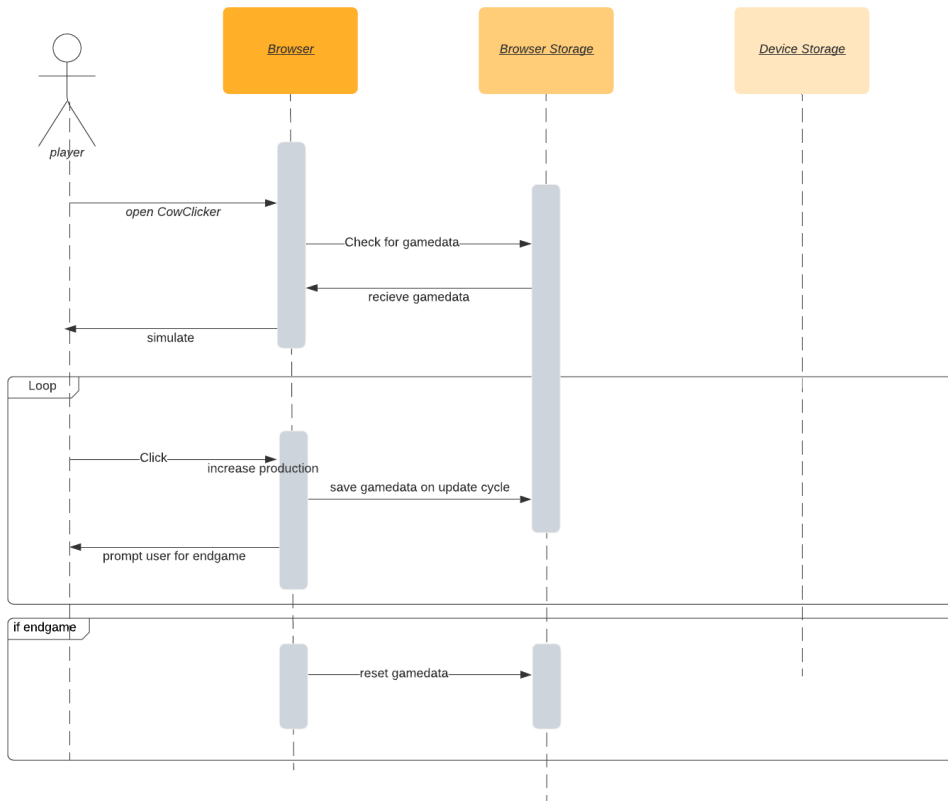 Browser
Browser Storage
Device Storage
player
open CowClicker
Check for gamedata
recieve gamedata
simulate
Loop
Click
increase production
save gamedata on update cycle
prompt user for endgame
if endgame
reset gamedata